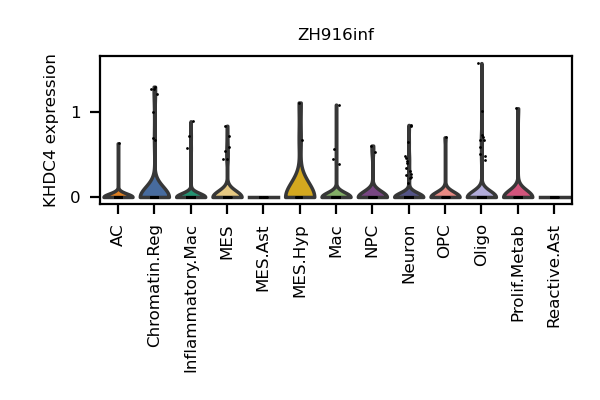 ZH916inf
KHDC4 expression
1
0
AC
Chromatin.Reg
Inflammatory.Mac
MES
MES.Ast
MES.Hyp
Mac
NPC
Neuron
OPC
Oligo
Prolif.Metab
Reactive.Ast